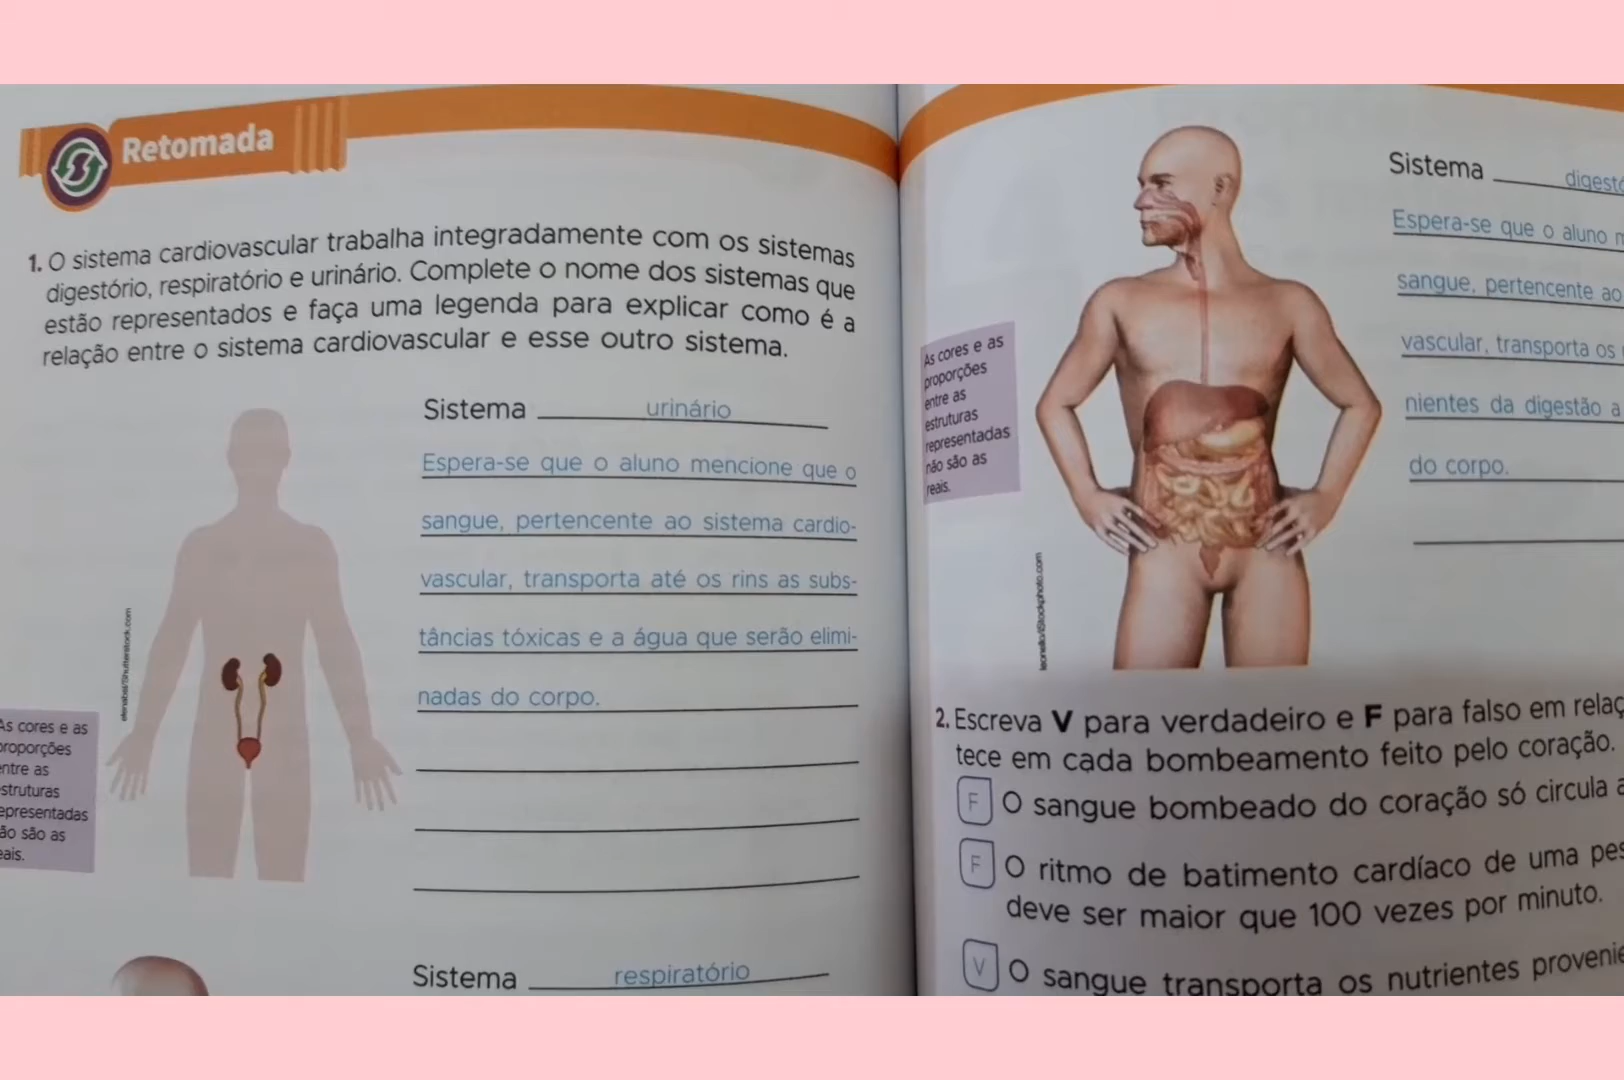 Retomada
1. O sistema cardiovascular trabalha integradamente com os sistemas
digestório, respiratório e urinário. Complete o nome dos sistemas que
estão representados e faça uma legenda para explicar como é a
relação entre o sistema cardiovascular e esse outro sistema.
Sistema urinário
Espera-se que o aluno mencione que o
sangue, pertencente ao sistema cardio-
vascular, transporta até os rins as subs-
tâncias tóxicas e a água que serão elimi-
nadas do corpo.
As cores e as
proporções
entre as
estruturas
representadas
não são as
reais.
Sistema respiratório
Sistema
Espera-se que o aluno
sangue, pertencente ao
vascular, transporta os
nientes da digestão a
do corpo.
As cores e as
proporções
entre as
estruturas
representadas
não são as
reais.
2. Escreva V para verdadeiro e F para falso em
tece em cada bombeamento feito pelo coração.
F O sangue bombeado do coração só circula
F O ritmo de batimento cardíaco de uma
deve ser maior que 100 vezes por minuto.
V O sangue transporta os nutrientes